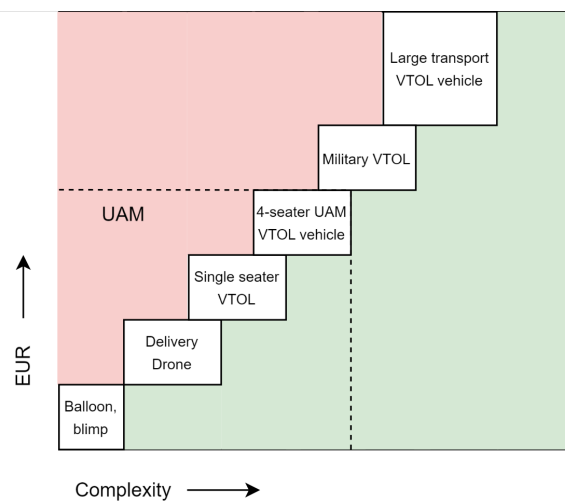 Large transport
VTOL vehicle
Military VTOL
UAM
4-seater UAM
VTOL vehicle
Single seater
VTOL
Delivery
Drone
EUR
Balloon,
blimp
Complexity